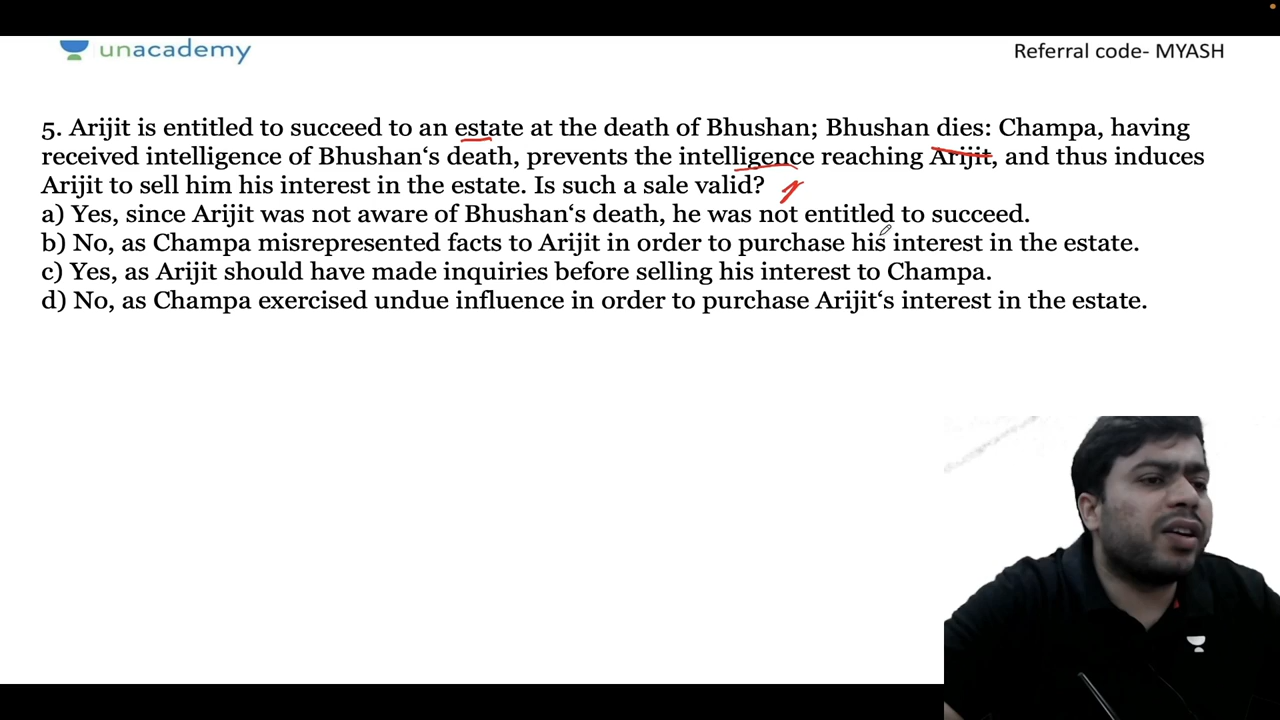 unacademy
Referral code- MYASH
5. Arijit is entitled to succeed to an estate at the death of Bhushan; Bhushan dies: Champa, having
received intelligence of Bhushan‘s death, prevents the intelligence reaching Arijit, and thus induces
Arijit to sell him his interest in the estate. Is such a sale valid?
a) Yes, since Arijit was not aware of Bhushan‘s death, he was not entitled to succeed.
b) No, as Champa misrepresented facts to Arijit in order to purchase his interest in the estate.
c) Yes, as Arijit should have made inquiries before selling his interest to Champa.
d) No, as Champa exercised undue influence in order to purchase Arijit‘s interest in the estate.